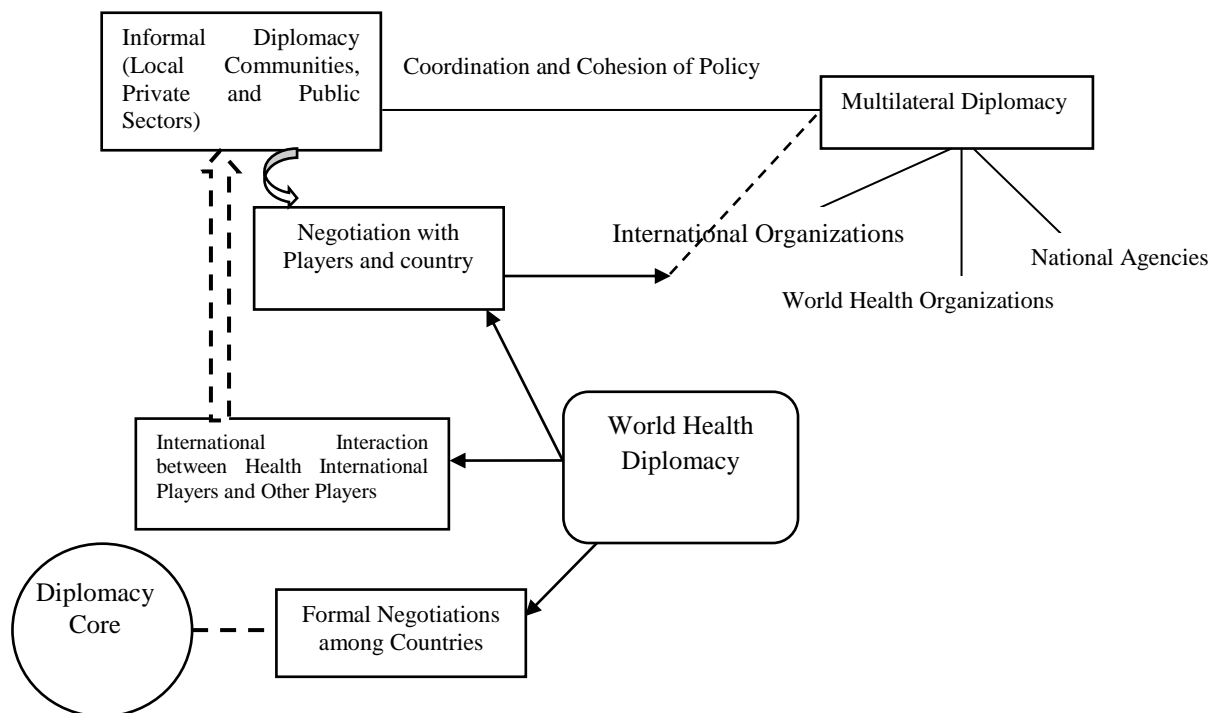 Informal Diplomacy
(Local Communities,
Private and Public
Sectors)
Coordination and Cohesion of Policy
Multilateral Diplomacy
Negotiation with
Players and country
International Organizations
National Agencies
World Health Organizations
World Health
Diplomacy
International Interaction
between Health International
Players and Other Players
Diplomacy
Core
Formal Negotiations
among Countries